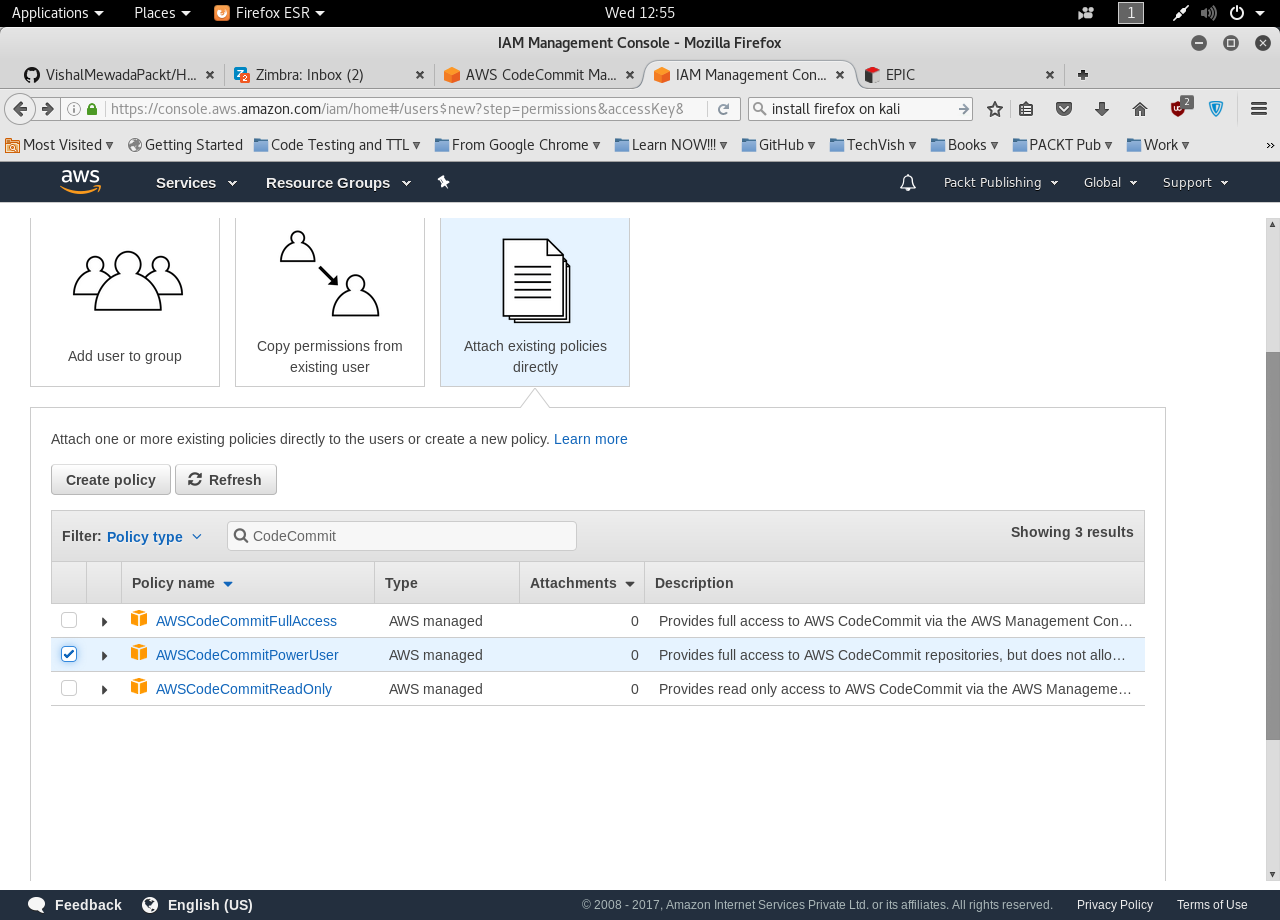 Applications Places Firefox ESR Wed 12:55 1
IAM Management Console - Mozilla Firefox
VishalMewadaPackt/H... Zimbra: Inbox (2) AWS CodeCommit Ma... IAM Management Con... EPIC
https://console.aws.amazon.com/iam/home#/users$new?step=permissions&accessKey& install firefox on kali 2
Most Visited Getting Started Code Testing and TTL From Google Chrome Learn NOW!!! GitHub TechVish Books PACKT Pub Work
aws Services Resource Groups Packt Publishing Global Support
Add user to group
Copy permissions from
existing user
Attach existing policies
directly
Attach one or more existing policies directly to the users or create a new policy. Learn more
Create policy Refresh
Filter: Policy type CodeCommit Showing 3 results
Policy name Type Attachments Description
AWSCodeCommitFullAccess AWS managed 0 Provides full access to AWS CodeCommit via the AWS Management Con…
AWSCodeCommitPowerUser AWS managed 0 Provides full access to AWS CodeCommit repositories, but does not allo…
AWSCodeCommitReadOnly AWS managed 0 Provides read only access to AWS CodeCommit via the AWS Manageme…
Feedback English (US) © 2008 - 2017, Amazon Internet Services Private Ltd. or its affiliates. All rights reserved. Privacy Policy Terms of Use